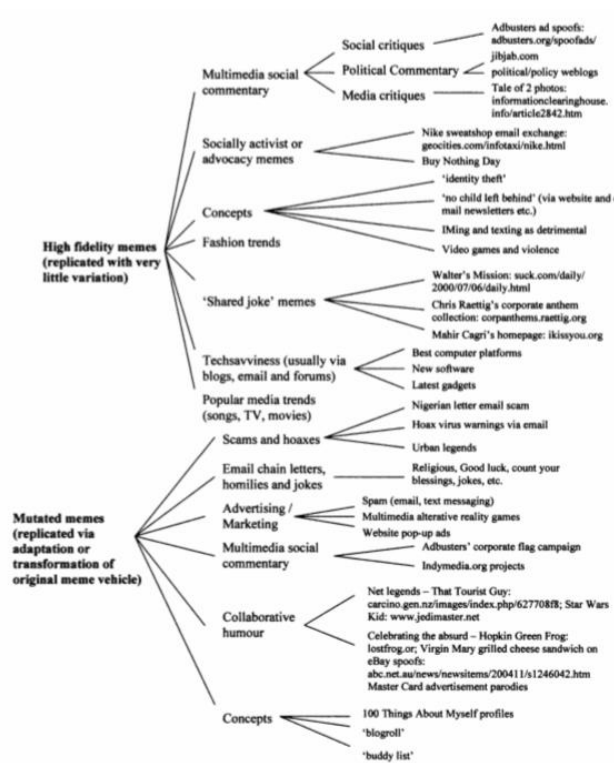 High fidelity memes
(replicated with very
little variation)
Multimedia social
commentary
Social critiques
Adbusters ad spoofs:
adbusters.org/spoofads/
Political Commentary
jibjab.com
political/policy weblogs
Media critiques
Tale of 2 photos:
informationclearinghouse.
info/article2842.htm
Socially activist or
advocacy memes
Nike sweatshop email exchange:
geocities.com/infotaxi/nike.html
Buy Nothing Day
Concepts
'identity theft'
'no child left behind' (via website and
mail newsletters etc.)
IMing and texting as detrimental
Video games and violence
Fashion trends
'Shared joke' memes
Walter's Mission: suck.com/daily/
2000/07/06/daily.html
Chris Raettig's corporate anthem
collection: corpanthems.raettig.org
Mahir Cagri's homepage: ikissyou.org
Techsavviness (usually via
blogs, email and forums)
Best computer platforms
New software
Latest gadgets
Popular media trends
(songs, TV, movies)
Mutated memes
(replicated via
adaptation or
transformation of
original meme vehicle)
Scams and hoaxes
Nigerian letter email scam
Hoax virus warnings via email
Urban legends
Email chain letters,
homilies and jokes
Religious, Good luck, count your
blessings, jokes, etc.
Advertising /
Marketing
Spam (email, text messaging)
Multimedia alterative reality games
Website pop-up ads
Multimedia social
commentary
Adbusters' corporate flag campaign
Indymedia.org projects
Collaborative
humour
Net legends – That Tourist Guy:
carcino.gen.nz/images/index.php/627708f8; Star Wars
Kid: www.jedimaster.net
Celebrating the absurd – Hopkin Green Frog:
lostfrog.or; Virgin Mary grilled cheese sandwich on
eBay spoofs:
abc.net.au/news/newsitems/200411/s1246042.htm
Master Card advertisement parodies
Concepts
100 Things About Myself profiles
'blogroll'
'buddy list'